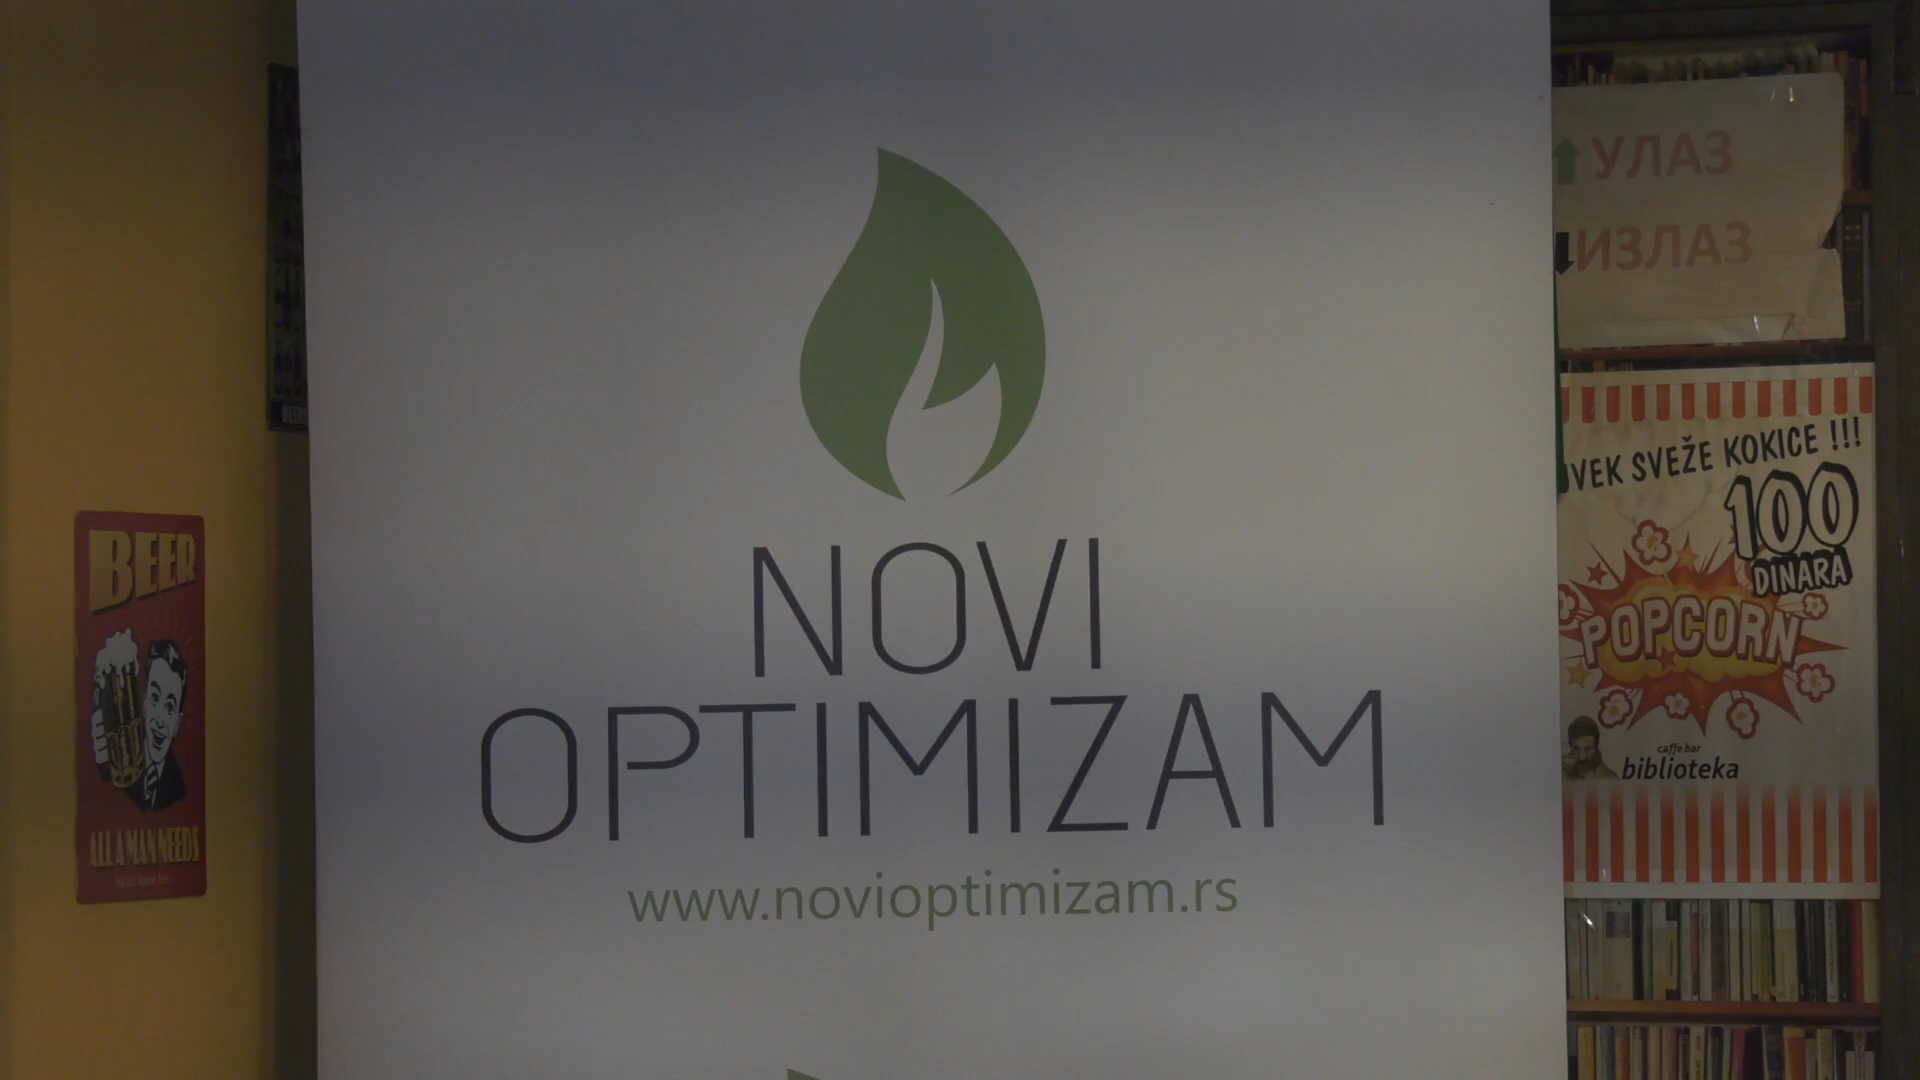 NOVI
OPTIMIZAM
www.novioptimizam.rs
BEER
ALL A MAN NEEDS
BEER
УЛАЗ
ИЗЛАЗ
SVEŽE KOKICE !!!
100
DINARA
POPCORN
caffe bar
biblioteka